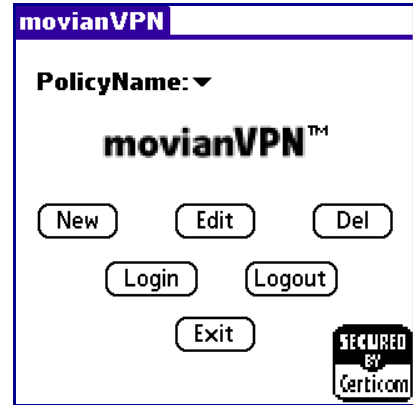 movianVPN
PolicyName:
movianVPN™
New Edit Del
Login Logout
Exit
SECURED
BY
Certicom